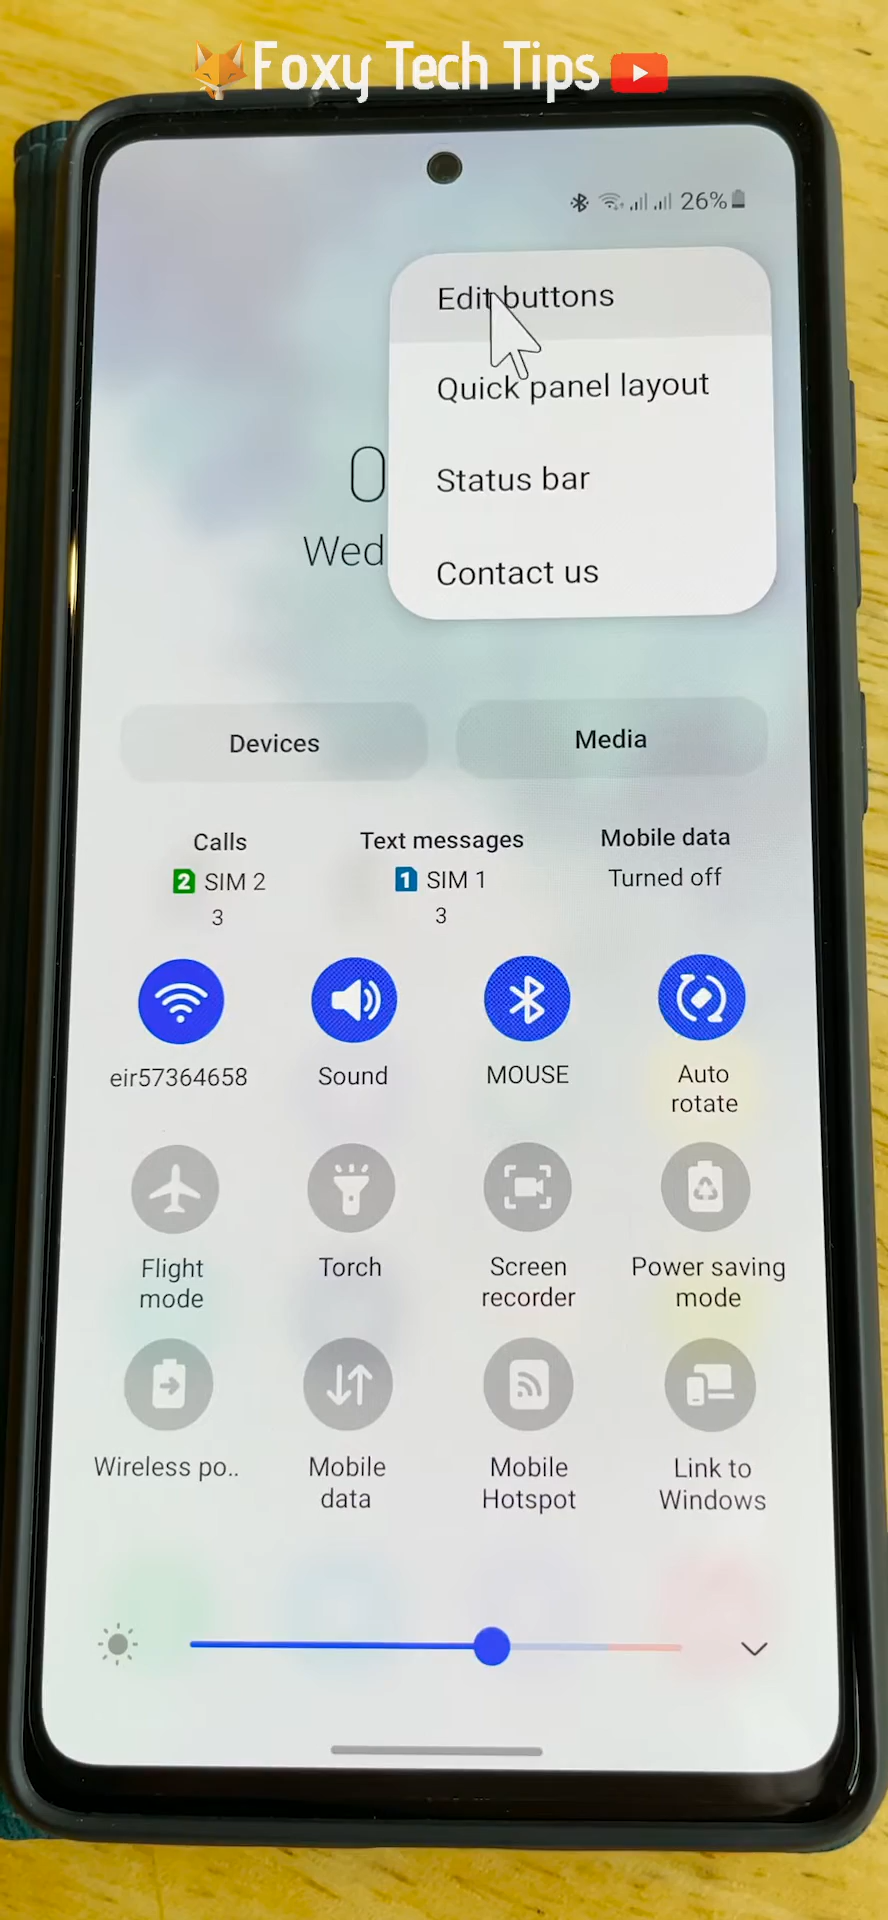 Foxy Tech Tips
26%
Edit buttons
Quick panel layout
0
Status bar
Wed
Contact us
Devices
Media
Calls
2 SIM 2
3
Text messages
1 SIM 1
3
Mobile data
Turned off
eir57364658
Sound
MOUSE
Auto
rotate
Flight
mode
Torch
Screen
recorder
Power saving
mode
Wireless po..
Mobile
data
Mobile
Hotspot
Link to
Windows